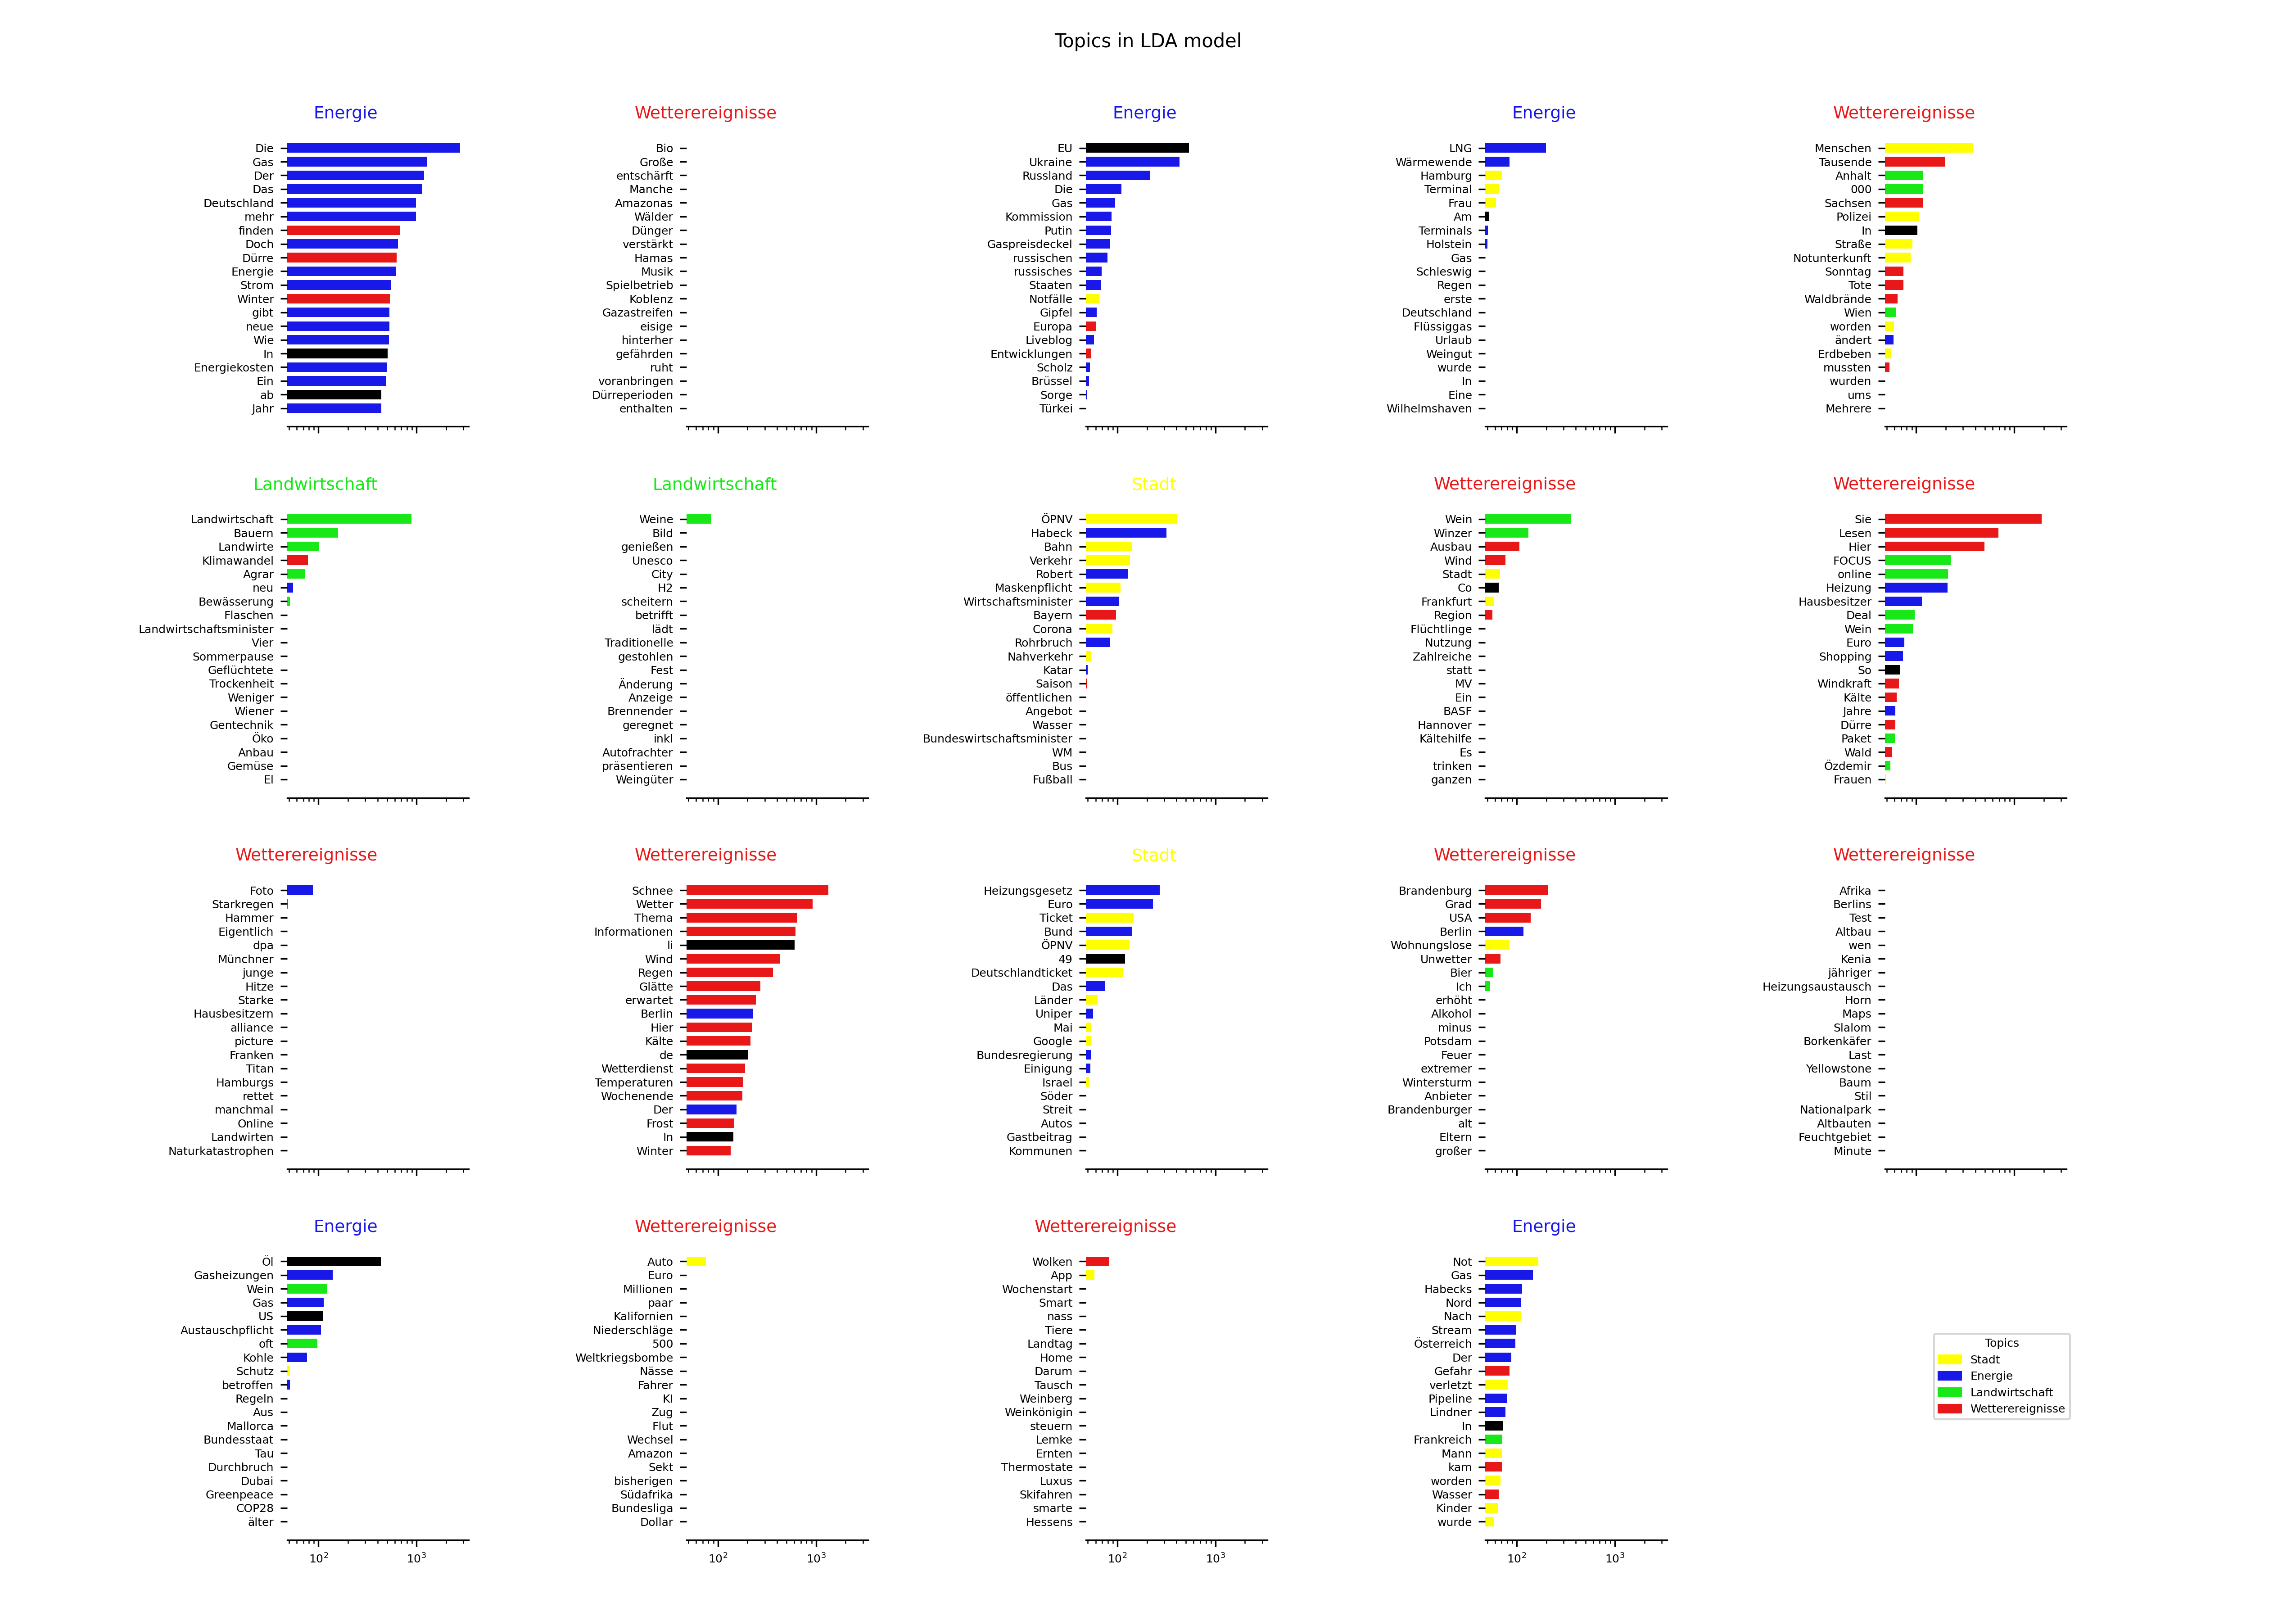 Topics in LDA model
Energie
Die
Gas
Der
Das
Deutschland
mehr
finden
Doch
Dürre
Energie
Strom
Winter
gibt
neue
Wie
In
Energiekosten
Ein
ab
Jahr
Wetterereignisse
Bio
Große
entschärft
Manche
Amazonas
Wälder
Dünger
verstärkt
Hamas
Musik
Spielbetrieb
Koblenz
Gazastreifen
eisige
hinterher
gefährden
ruht
voranbringen
Dürreperioden
enthalten
Energie
EU
Ukraine
Russland
Die
Gas
Kommission
Putin
Gaspreisdeckel
russischen
russisches
Staaten
Notfälle
Gipfel
Europa
Liveblog
Entwicklungen
Scholz
Brüssel
Sorge
Türkei
Energie
LNG
Wärmewende
Hamburg
Terminal
Frau
Am
Terminals
Holstein
Gas
Schleswig
Regen
erste
Deutschland
Flüssiggas
Urlaub
Weingut
wurde
In
Eine
Wilhelmshaven
Wetterereignisse
Menschen
Tausende
Anhalt
000
Sachsen
Polizei
In
Straße
Notunterkunft
Sonntag
Tote
Waldbrände
Wien
worden
ändert
Erdbeben
mussten
wurden
ums
Mehrere
Landwirtschaft
Landwirtschaft
Bauern
Landwirte
Klimawandel
Agrar
neu
Bewässerung
Flaschen
Landwirtschaftsminister
Vier
Sommerpause
Geflüchtete
Trockenheit
Weniger
Wiener
Gentechnik
Öko
Anbau
Gemüse
El
Landwirtschaft
Weine
Bild
genießen
Unesco
City
H2
scheitern
betrifft
lädt
Traditionelle
gestohlen
Fest
Änderung
Anzeige
Brennender
geregnet
inkl
Autofrachter
präsentieren
Weingüter
Stadt
ÖPNV
Habeck
Bahn
Verkehr
Robert
Maskenpflicht
Wirtschaftsminister
Bayern
Corona
Rohrbruch
Nahverkehr
Katar
Saison
öffentlichen
Angebot
Wasser
Bundeswirtschaftsminister
WM
Bus
Fußball
Wetterereignisse
Wein
Winzer
Ausbau
Wind
Stadt
Co
Frankfurt
Region
Flüchtlinge
Nutzung
Zahlreiche
statt
MV
Ein
BASF
Hannover
Kältehilfe
Es
trinken
ganzen
Wetterereignisse
Sie
Lesen
Hier
FOCUS
online
Heizung
Hausbesitzer
Deal
Wein
Euro
Shopping
So
Windkraft
Kälte
Jahre
Dürre
Paket
Wald
Özdemir
Frauen
Wetterereignisse
Foto
Starkregen
Hammer
Eigentlich
dpa
Münchner
junge
Hitze
Starke
Hausbesitzern
alliance
picture
Franken
Titan
Hamburgs
rettet
manchmal
Online
Landwirten
Naturkatastrophen
Wetterereignisse
Schnee
Wetter
Thema
Informationen
li
Wind
Regen
Glätte
erwartet
Berlin
Hier
Kälte
de
Wetterdienst
Temperaturen
Wochenende
Der
Frost
In
Winter
Stadt
Heizungsgesetz
Euro
Ticket
Bund
ÖPNV
49
Deutschlandticket
Das
Länder
Uniper
Mai
Google
Bundesregierung
Einigung
Israel
Söder
Streit
Autos
Gastbeitrag
Kommunen
Wetterereignisse
Brandenburg
Grad
USA
Berlin
Wohnungslose
Unwetter
Bier
Ich
erhöht
Alkohol
minus
Potsdam
Feuer
extremer
Wintersturm
Anbieter
Brandenburger
alt
Eltern
großer
Wetterereignisse
Afrika
Berlins
Test
Altbau
wen
Kenia
jähriger
Heizungsaustausch
Horn
Maps
Slalom
Borkenkäfer
Last
Yellowstone
Baum
Stil
Nationalpark
Altbauten
Feuchtgebiet
Minute
Energie
Öl
Gasheizungen
Wein
Gas
US
Austauschpflicht
oft
Kohle
Schutz
betroffen
Regeln
Aus
Mallorca
Bundesstaat
Tau
Durchbruch
Dubai
Greenpeace
COP28
älter
10² 10³
Wetterereignisse
Auto
Euro
Millionen
paar
Kalifornien
Niederschläge
500
Weltkriegsbombe
Nässe
Fahrer
KI
Zug
Flut
Wechsel
Amazon
Sekt
bisherigen
Südafrika
Bundesliga
Dollar
10² 10³
Wetterereignisse
Wolken
App
Wochenstart
Smart
nass
Tiere
Landtag
Home
Darum
Tausch
Weinberg
Weinkönigin
steuern
Lemke
Ernten
Thermostate
Luxus
Skifahren
smarte
Hessens
10² 10³
Energie
Not
Gas
Habecks
Nord
Nach
Stream
Österreich
Der
Gefahr
verletzt
Pipeline
Lindner
In
Frankreich
Mann
kam
worden
Wasser
Kinder
wurde
10² 10³
Topics
Stadt
Energie
Landwirtschaft
Wetterereignisse